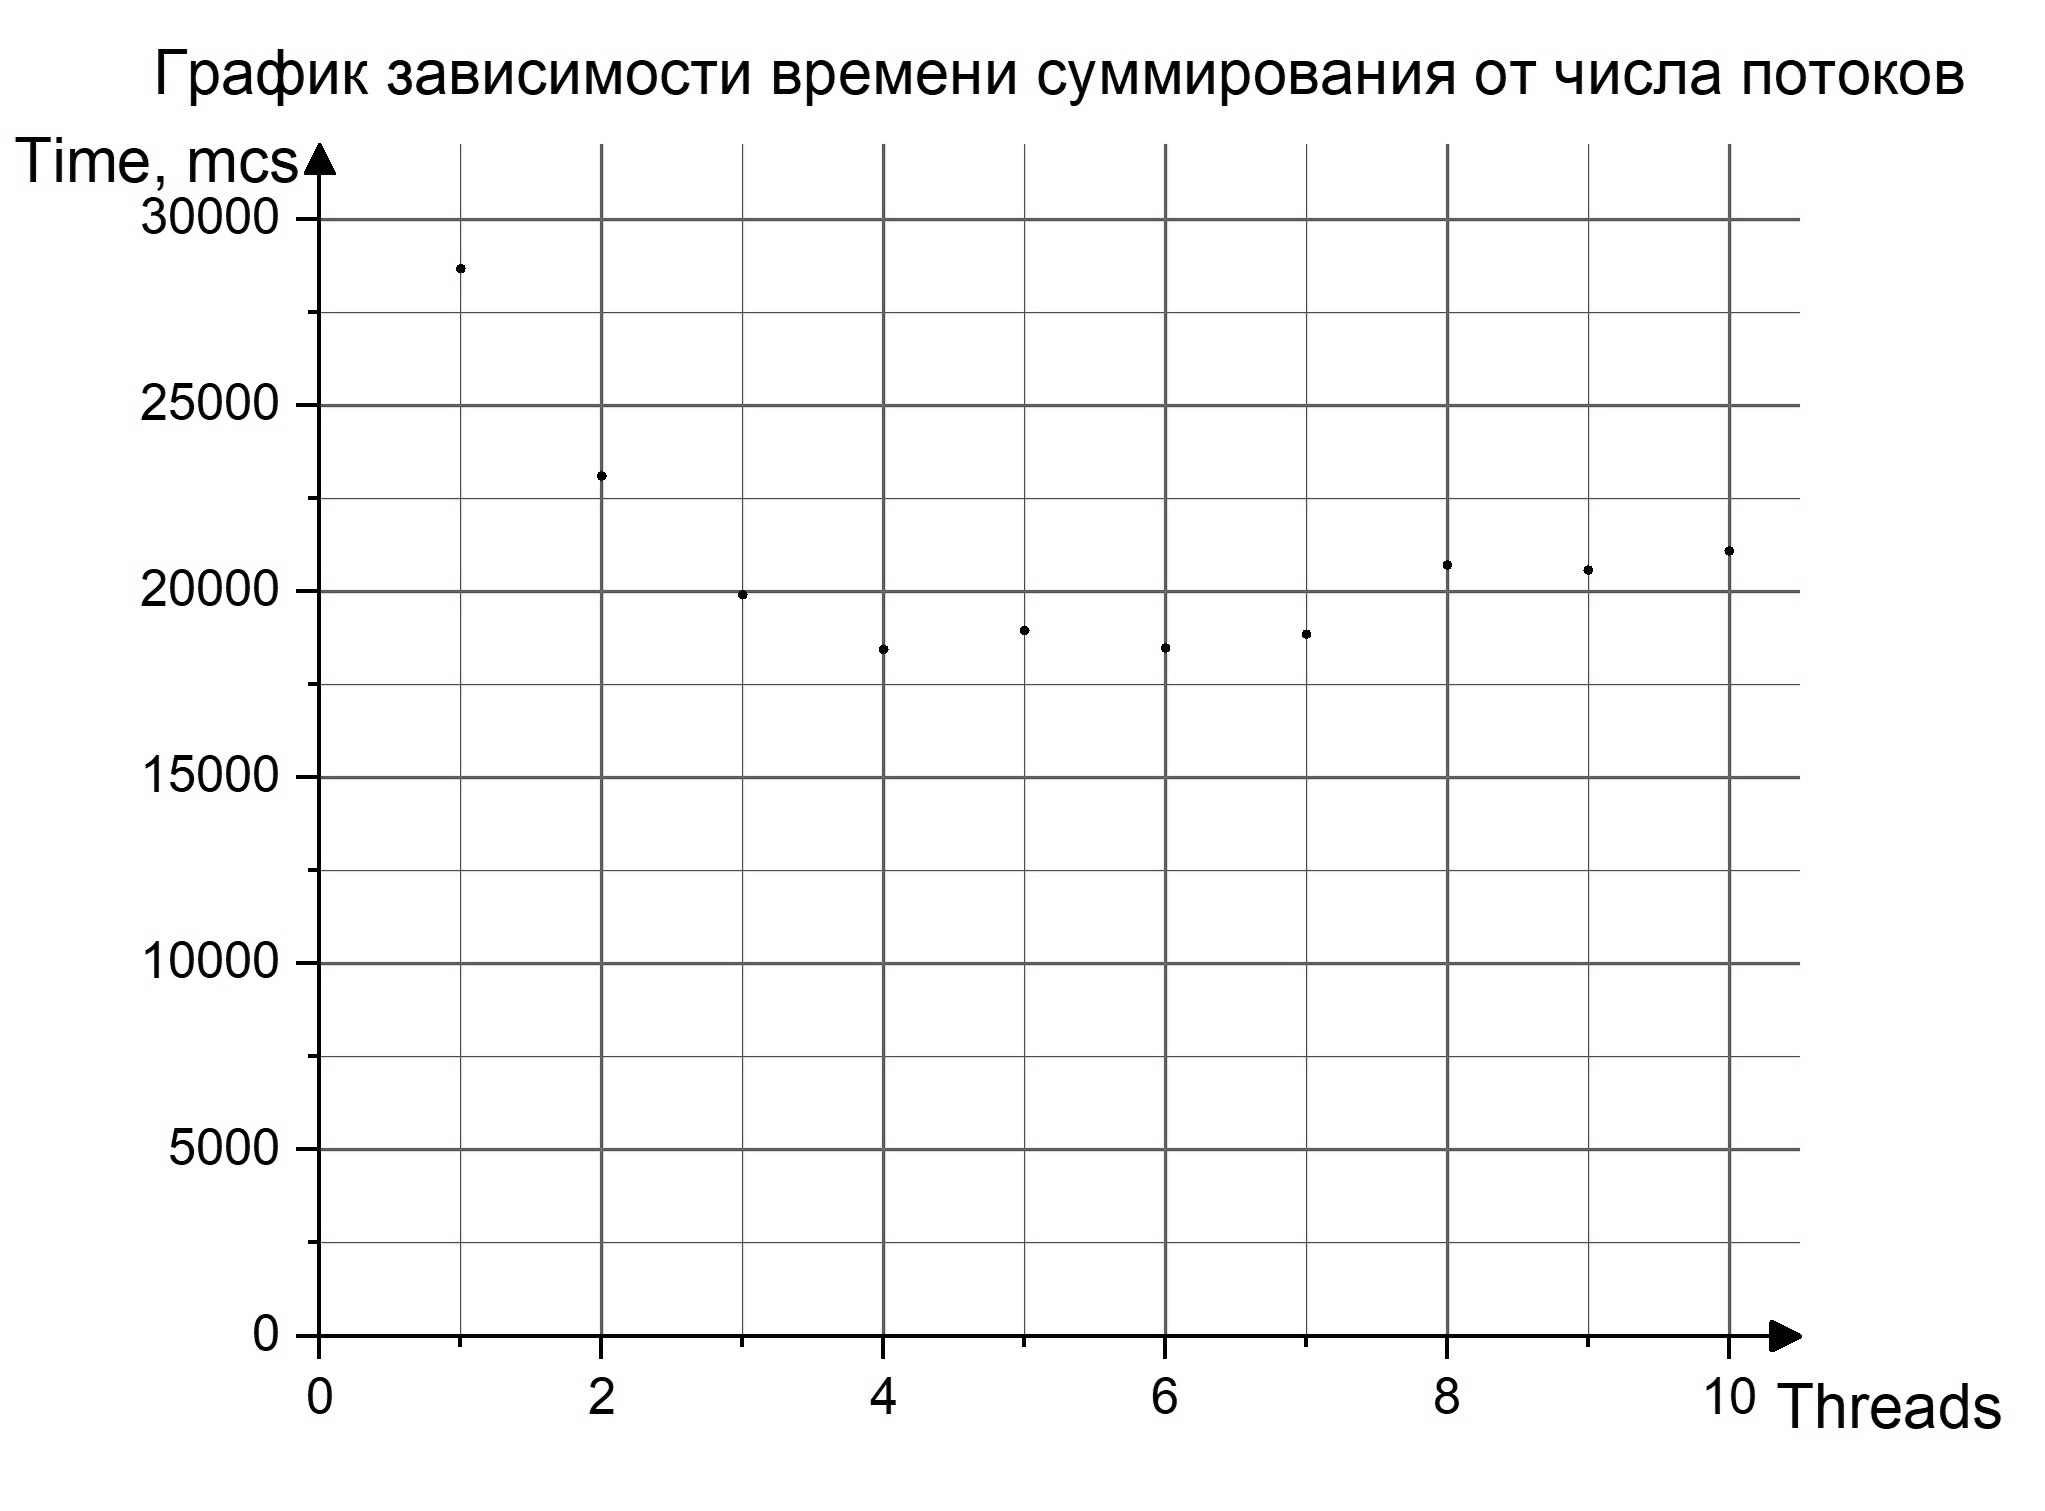 График зависимости времени суммирования от числа потоков
Time, mcs
30000
25000
20000
15000
10000
5000
0
0 2 4 6 8 10 Threads